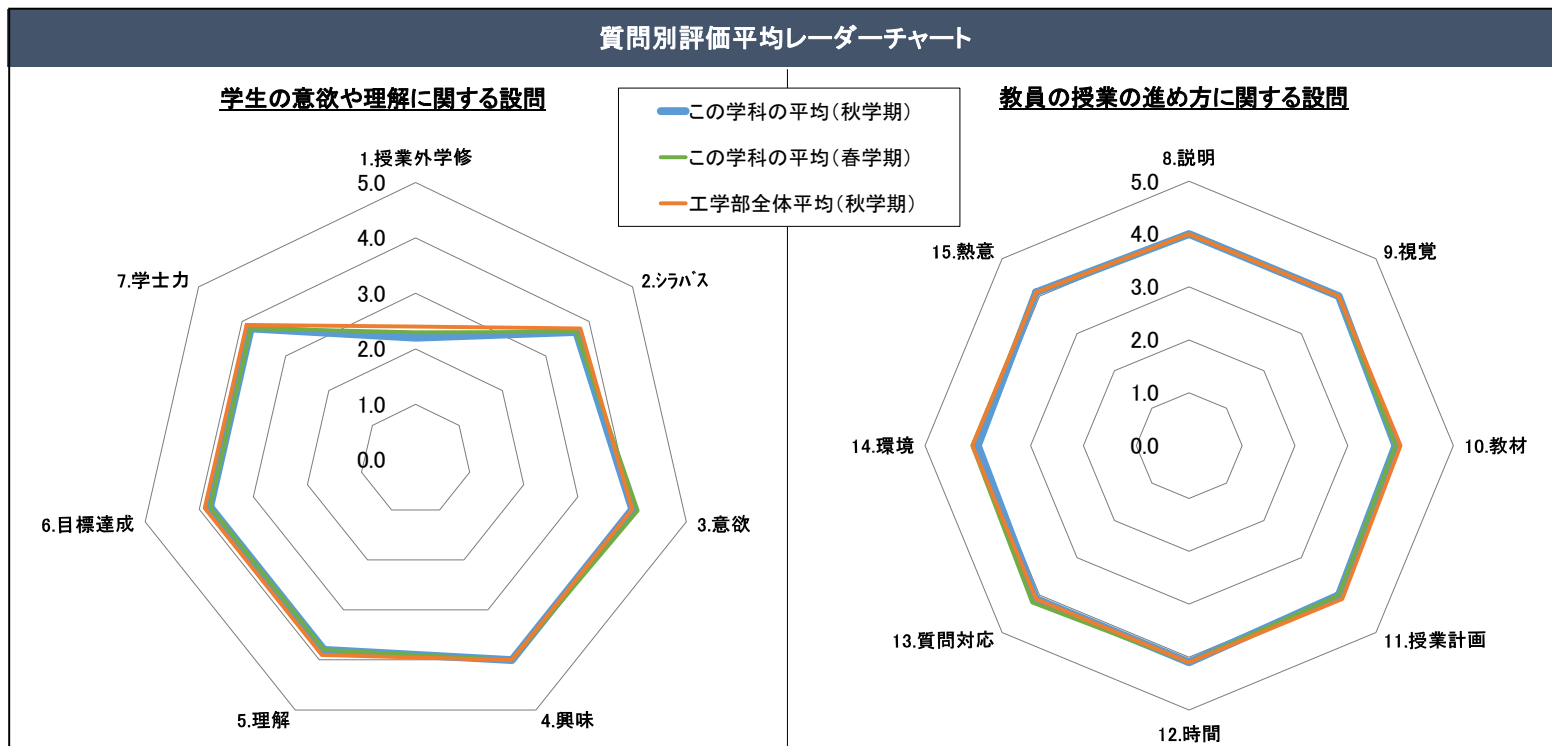 質問別評価平均レーダーチャート
学生の意欲や理解に関する設問
この学科の平均(秋学期)
この学科の平均(春学期)
工学部全体平均(秋学期)
教員の授業の進め方に関する設問
1.授業外学修
2.シラバス
3.意欲
4.興味
5.理解
6.目標達成
7.学士力
5.0
4.0
3.0
2.0
1.0
0.0
8.説明
9.視覚
10.教材
11.授業計画
12.時間
13.質問対応
14.環境
15.熱意
5.0
4.0
3.0
2.0
1.0
0.0